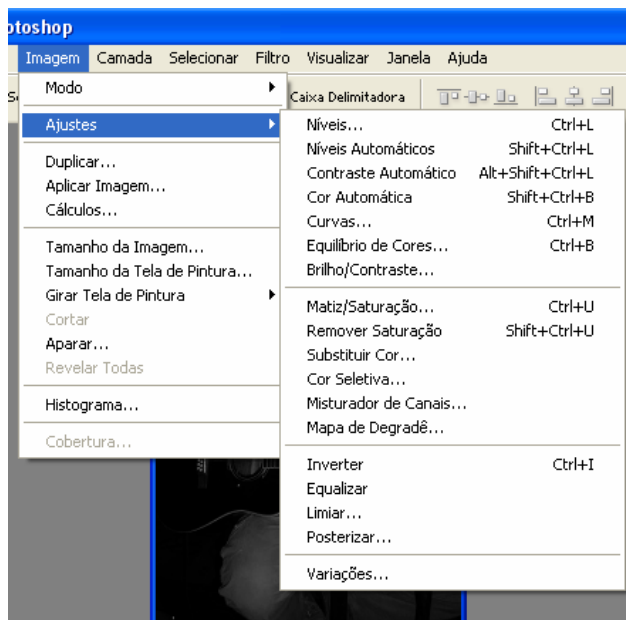 otoshop
Imagem Camada Selecionar Filtro Visualizar Janela Ajuda
Caixa Delimitadora
Modo
Ajustes
Duplicar...
Aplicar Imagem...
Cálculos...
Tamanho da Imagem...
Tamanho da Tela de Pintura...
Girar Tela de Pintura
Cortar
Aparar...
Revelar Todas
Histograma...
Cobertura...
Níveis... Ctrl+L
Níveis Automáticos Shift+Ctrl+L
Contraste Automático Alt+Shift+Ctrl+L
Cor Automática Shift+Ctrl+B
Curvas... Ctrl+M
Equilíbrio de Cores... Ctrl+B
Brilho/Contraste...
Matiz/Saturação... Ctrl+U
Remover Saturação Shift+Ctrl+U
Substituir Cor...
Cor Seletiva...
Misturador de Canais...
Mapa de Degradê...
Inverter Ctrl+I
Equalizar
Limiar...
Posterizar...
Variações...